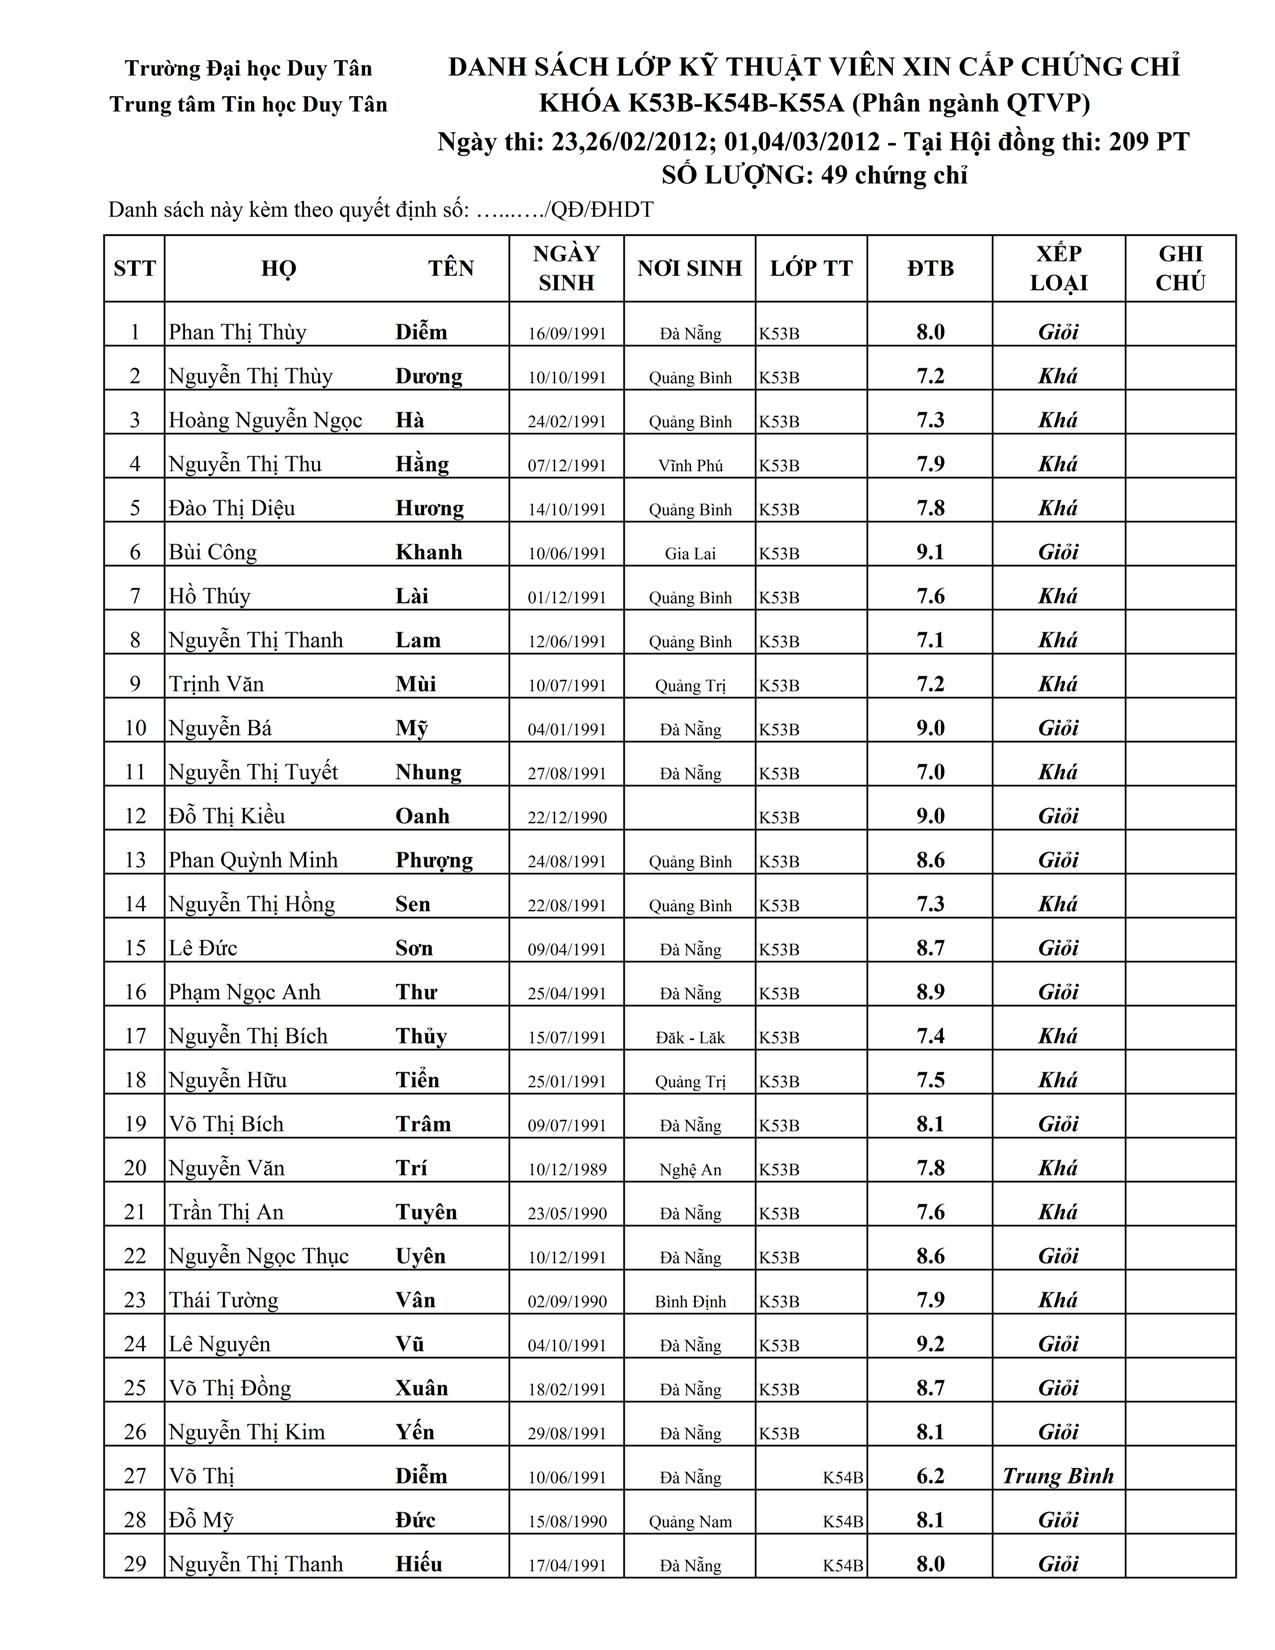 Trường Đại học Duy Tân
Trung tâm Tin học Duy Tân
DANH SÁCH LỚP KỸ THUẬT VIÊN XIN CẤP CHỨNG CHỈ
KHÓA K53B-K54B-K55A (Phân ngành QTVP)
Ngày thi: 23,26/02/2012; 01,04/03/2012 - Tại Hội đồng thi: 209 PT
SỐ LƯỢNG: 49 chứng chỉ
Danh sách này kèm theo quyết định số: …...…./QĐ/ĐHDT
STT HỌ TÊN NGÀY SINH NƠI SINH LỚP TT ĐTB XẾP LOẠI GHI CHÚ
1 Phan Thị Thùy Diễm 16/09/1991 Đà Nẵng K53B 8.0 Giỏi
2 Nguyễn Thị Thùy Dương 10/10/1991 Quảng Bình K53B 7.2 Khá
3 Hoàng Nguyễn Ngọc Hà 24/02/1991 Quảng Bình K53B 7.3 Khá
4 Nguyễn Thị Thu Hằng 07/12/1991 Vĩnh Phú K53B 7.9 Khá
5 Đào Thị Diệu Hương 14/10/1991 Quảng Bình K53B 7.8 Khá
6 Bùi Công Khanh 10/06/1991 Gia Lai K53B 9.1 Giỏi
7 Hồ Thúy Lài 01/12/1991 Quảng Bình K53B 7.6 Khá
8 Nguyễn Thị Thanh Lam 12/06/1991 Quảng Bình K53B 7.1 Khá
9 Trịnh Văn Mùi 10/07/1991 Quảng Trị K53B 7.2 Khá
10 Nguyễn Bá Mỹ 04/01/1991 Đà Nẵng K53B 9.0 Giỏi
11 Nguyễn Thị Tuyết Nhung 27/08/1991 Đà Nẵng K53B 7.0 Khá
12 Đỗ Thị Kiều Oanh 22/12/1990 K53B 9.0 Giỏi
13 Phan Quỳnh Minh Phượng 24/08/1991 Quảng Bình K53B 8.6 Giỏi
14 Nguyễn Thị Hồng Sen 22/08/1991 Quảng Bình K53B 7.3 Khá
15 Lê Đức Sơn 09/04/1991 Đà Nẵng K53B 8.7 Giỏi
16 Phạm Ngọc Anh Thư 25/04/1991 Đà Nẵng K53B 8.9 Giỏi
17 Nguyễn Thị Bích Thủy 15/07/1991 Đăk - Lăk K53B 7.4 Khá
18 Nguyễn Hữu Tiển 25/01/1991 Quảng Trị K53B 7.5 Khá
19 Võ Thị Bích Trâm 09/07/1991 Đà Nẵng K53B 8.1 Giỏi
20 Nguyễn Văn Trí 10/12/1989 Nghệ An K53B 7.8 Khá
21 Trần Thị An Tuyên 23/05/1990 Đà Nẵng K53B 7.6 Khá
22 Nguyễn Ngọc Thục Uyên 10/12/1991 Đà Nẵng K53B 8.6 Giỏi
23 Thái Tường Vân 02/09/1990 Bình Định K53B 7.9 Khá
24 Lê Nguyên Vũ 04/10/1991 Đà Nẵng K53B 9.2 Giỏi
25 Võ Thị Đồng Xuân 18/02/1991 Đà Nẵng K53B 8.7 Giỏi
26 Nguyễn Thị Kim Yến 29/08/1991 Đà Nẵng K53B 8.1 Giỏi
27 Võ Thị Diễm 10/06/1991 Đà Nẵng K54B 6.2 Trung Bình
28 Đỗ Mỹ Đức 15/08/1990 Quảng Nam K54B 8.1 Giỏi
29 Nguyễn Thị Thanh Hiếu 17/04/1991 Đà Nẵng K54B 8.0 Giỏi